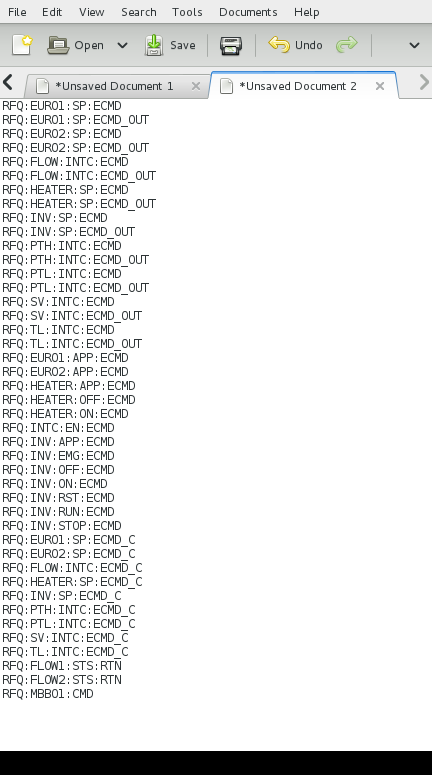 File Edit View Search Tools Documents Help
Open Save Undo
*Unsaved Document 1 *Unsaved Document 2
RFQ:EUR01:SP:ECMD
RFQ:EUR01:SP:ECMD_OUT
RFQ:EUR02:SP:ECMD
RFQ:EUR02:SP:ECMD_OUT
RFQ:FLOW:INTC:ECMD
RFQ:FLOW:INTC:ECMD_OUT
RFQ:HEATER:SP:ECMD
RFQ:HEATER:SP:ECMD_OUT
RFQ:INV:SP:ECMD
RFQ:INV:SP:ECMD_OUT
RFQ:PTH:INTC:ECMD
RFQ:PTH:INTC:ECMD_OUT
RFQ:PTL:INTC:ECMD
RFQ:PTL:INTC:ECMD_OUT
RFQ:SV:INTC:ECMD
RFQ:SV:INTC:ECMD_OUT
RFQ:TL:INTC:ECMD
RFQ:TL:INTC:ECMD_OUT
RFQ:EUR01:APP:ECMD
RFQ:EUR02:APP:ECMD
RFQ:HEATER:APP:ECMD
RFQ:HEATER:OFF:ECMD
RFQ:HEATER:ON:ECMD
RFQ:INTC:EN:ECMD
RFQ:INV:APP:ECMD
RFQ:INV:EMG:ECMD
RFQ:INV:OFF:ECMD
RFQ:INV:ON:ECMD
RFQ:INV:RST:ECMD
RFQ:INV:RUN:ECMD
RFQ:INV:STOP:ECMD
RFQ:EUR01:SP:ECMD_C
RFQ:EUR02:SP:ECMD_C
RFQ:FLOW:INTC:ECMD_C
RFQ:HEATER:SP:ECMD_C
RFQ:INV:SP:ECMD_C
RFQ:PTH:INTC:ECMD_C
RFQ:PTL:INTC:ECMD_C
RFQ:SV:INTC:ECMD_C
RFQ:TL:INTC:ECMD_C
RFQ:FLOW1:STS:RTN
RFQ:FLOW2:STS:RTN
RFQ:MBB01:CMD